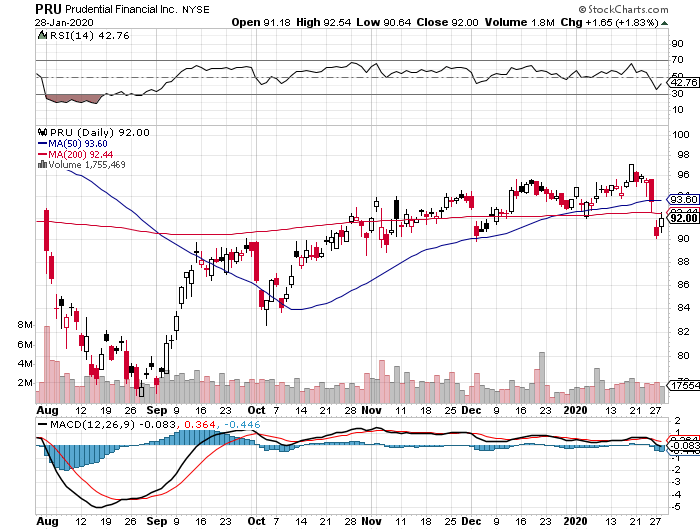 PRU Prudential Financial Inc. NYSE © StockCharts.com
28-Jan-2020 Open 91.18 High 92.54 Low 90.64 Close 92.00 Volume 1.8M Chg +1.65 (+1.83%)
RSI(14) 42.76
90
70
50
42.76
30
10
PRU (Daily) 92.00
MA(50) 93.60
MA(200) 92.44
Volume 1,755,469
100
98
96
94
93.60
92.00
90
88
86
84
82
80
78
8M
6M
4M
2M
17554
Aug 12 19 26 Sep 9 16 23 Oct 7 14 21 28 Nov 11 18 25 Dec 9 16 23 2020 13 21 27
MACD(12,26,9) -0.083, 0.364, -0.446
2
1
-0.083
-1
-2
-3
-4
-5
Aug 12 19 26 Sep 9 16 23 Oct 7 14 21 28 Nov 11 18 25 Dec 9 16 23 2020 13 21 27